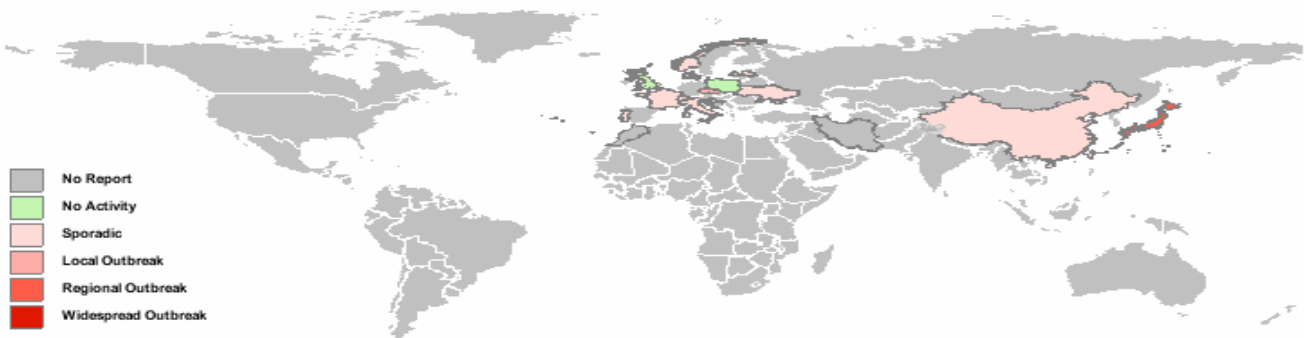 No Report
No Activity
Sporadic
Local Outbreak
Regional Outbreak
Widespread Outbreak